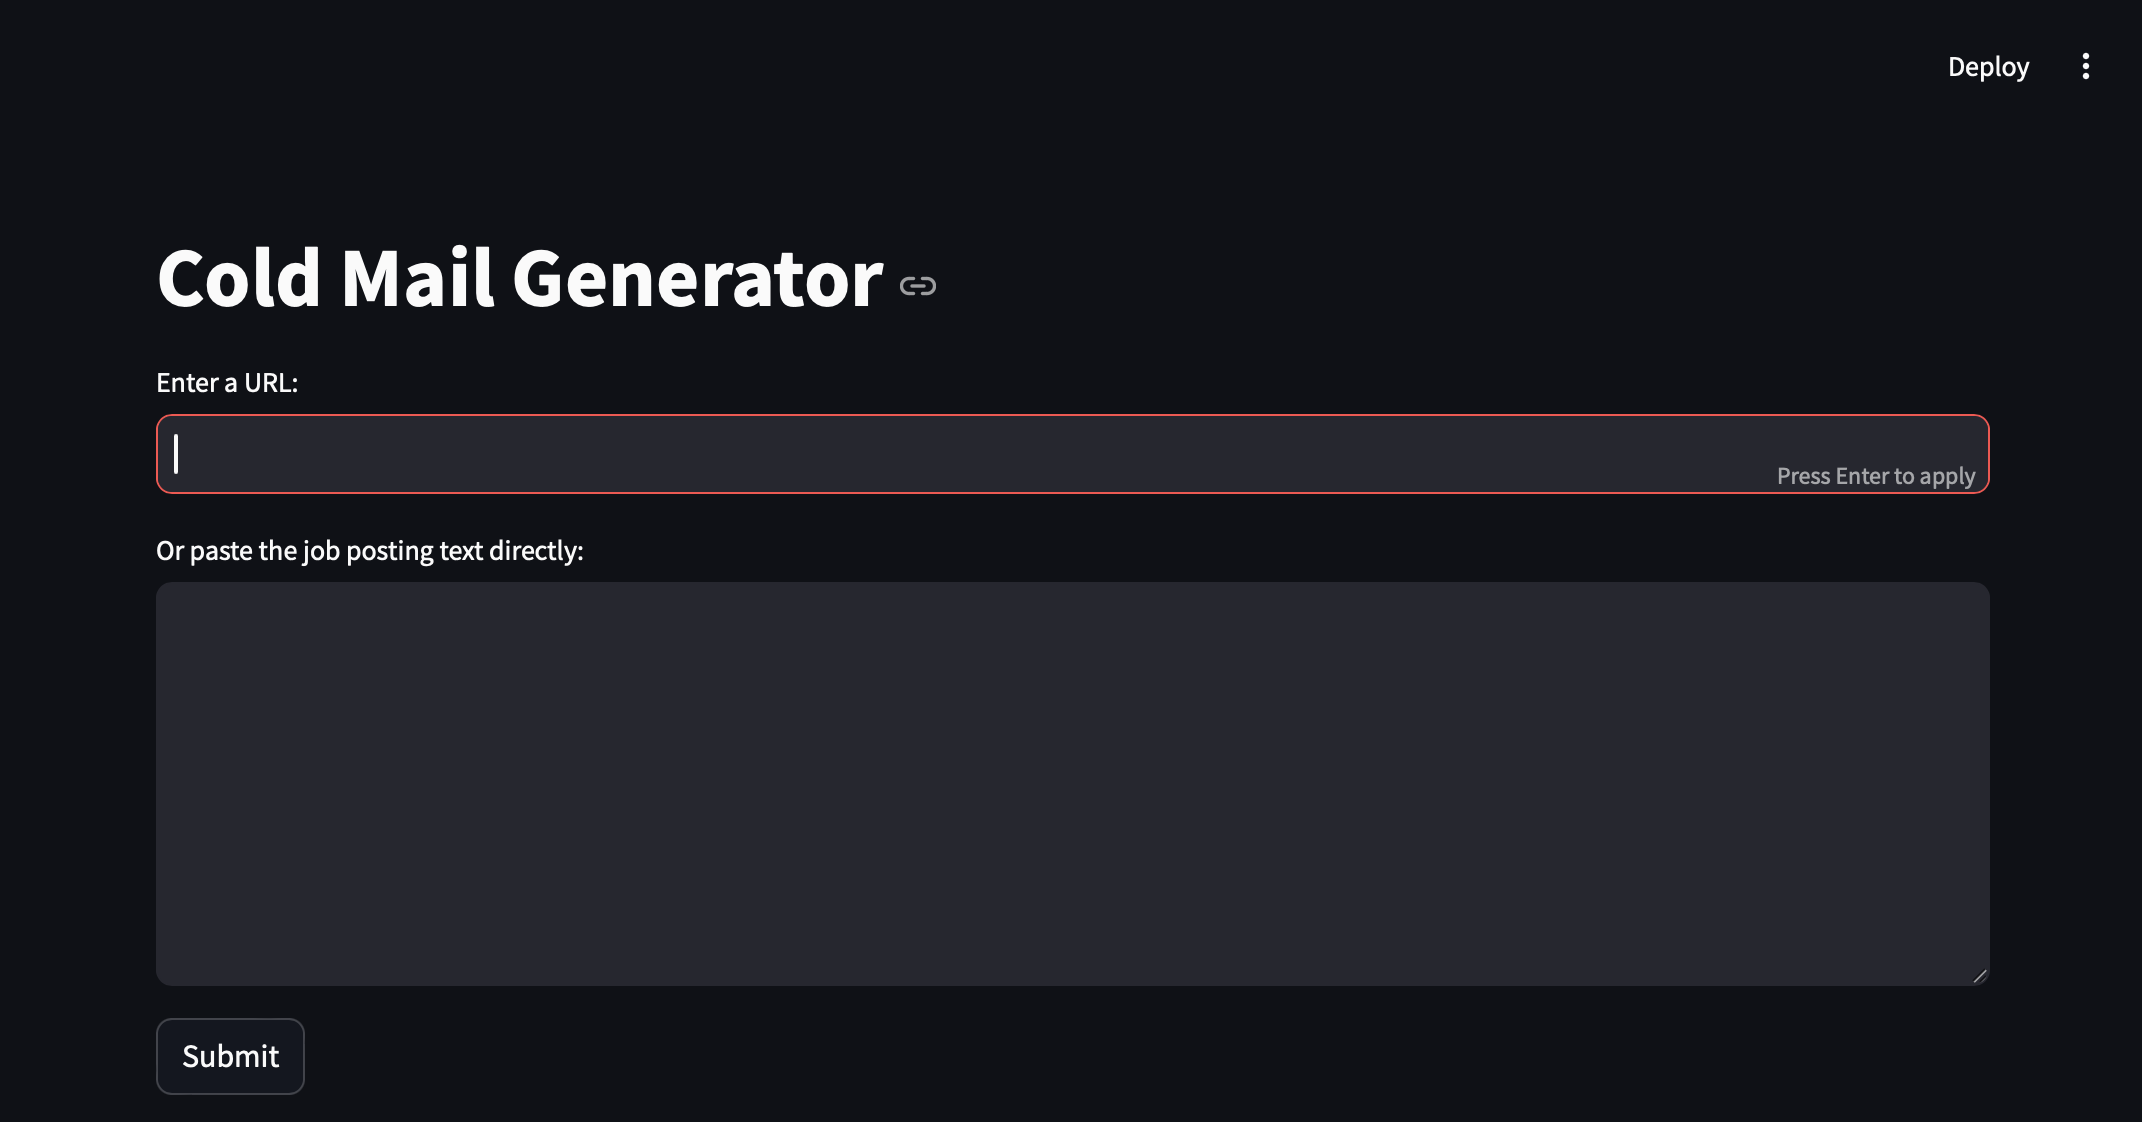 Deploy
Cold Mail Generator
Enter a URL:
Press Enter to apply
Or paste the job posting text directly:
Submit